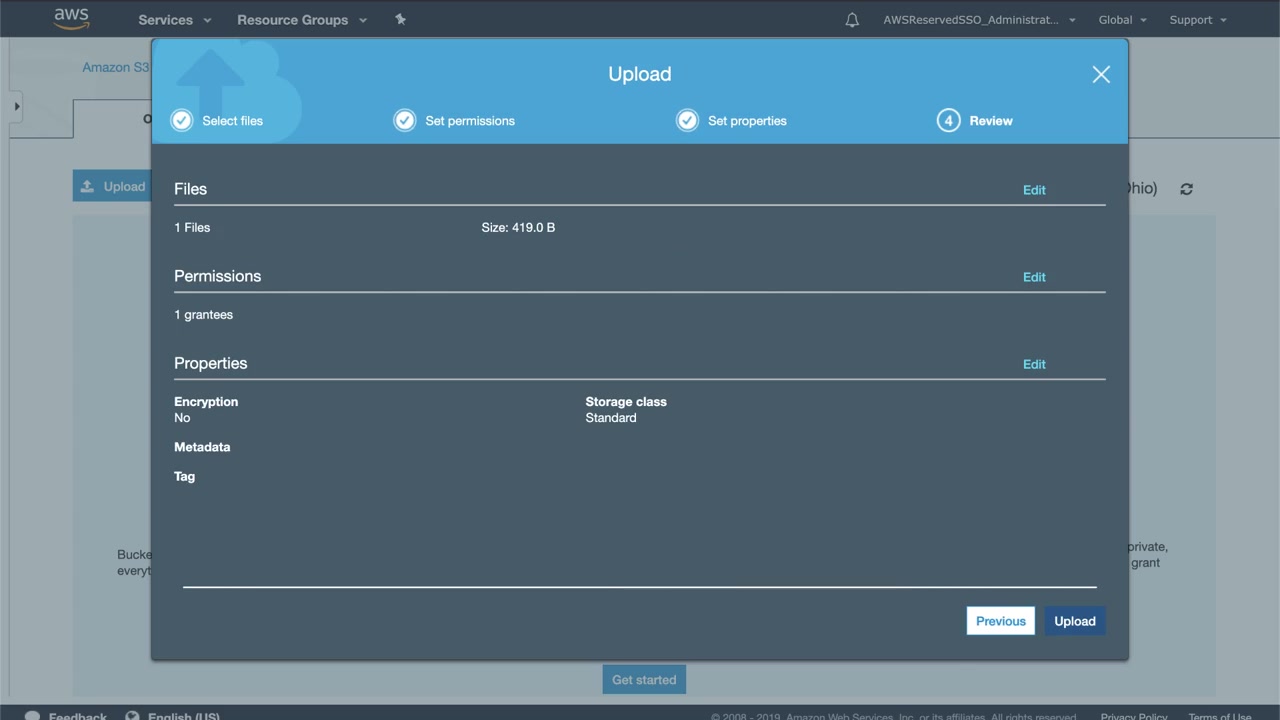 aws Services Resource Groups AWSReservedSSO_Administrat... Global Support
Amazon S3
Upload
Select files Set permissions Set properties 4 Review
Upload
Files Edit
hio)
1 Files Size: 419.0 B
Permissions Edit
1 grantees
Properties Edit
Encryption Storage class
No Standard
Metadata
Tag
Bucke
everyt
private,
grant
Previous Upload
Get started
Feedback English (US) © 2008 - 2019, Amazon Web Services, Inc. or its affiliates. All rights reserved. Privacy Policy Terms of Use